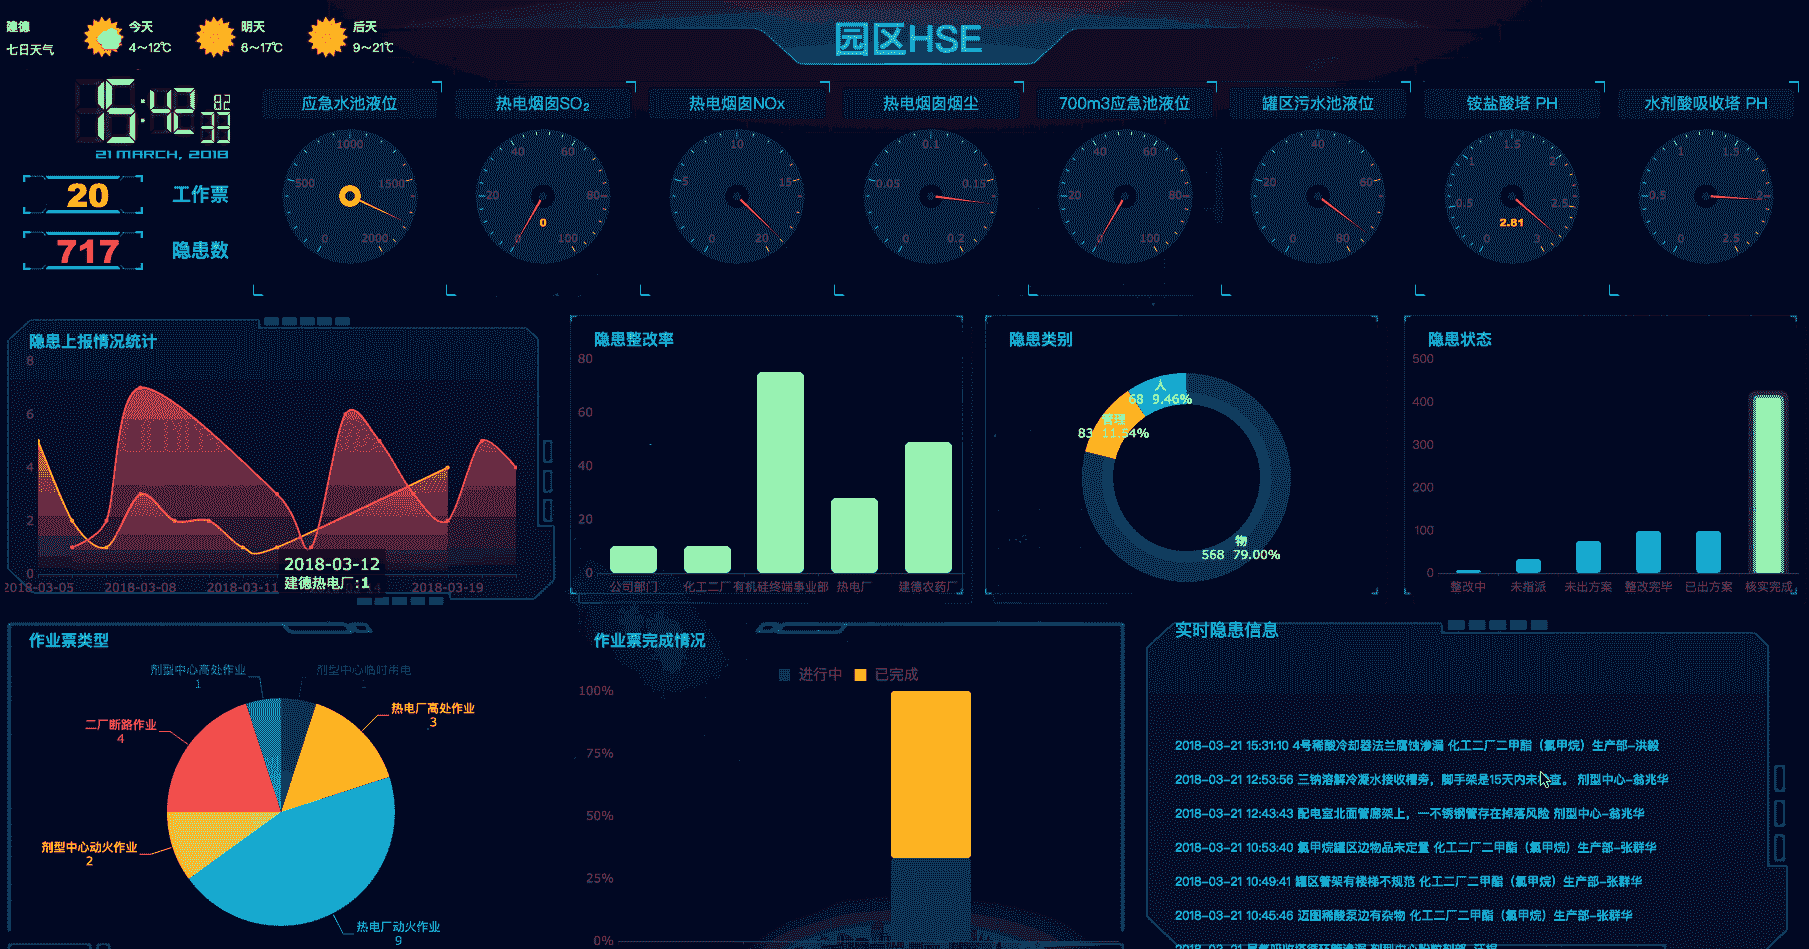 建德
七日天气
今天
4~12℃
明天
6~17℃
后天
9~21℃
园区HSE
15:42
33
21 MARCH, 2018
20 工作票
717 隐患数
应急水池液位
0 500 1000 1500 2000
热电烟囱SO₂
0 20 40 60 80 100
0
热电烟囱NOx
0 5 10 15 20
热电烟囱烟尘
0 0.05 0.1 0.15 0.2
700m3应急池液位
0 20 40 60 80 100
罐区污水池液位
0 20 40 60 80
铵盐酸塔 PH
0 0.5 1 1.5 2 2.5 3
2.81
水剂酸吸收塔 PH
0 0.5 1 1.5 2 2.5
隐患上报情况统计
8
6
4
2
0
2018-03-05 2018-03-08 2018-03-11 2018-03-19
2018-03-12
建德热电厂:1
隐患整改率
80
60
40
20
0
公司部门 化工二厂 有机硅终端事业部 热电厂 建德农药厂
隐患类别
人
68 9.46%
管理
83 11.54%
物
568 79.00%
隐患状态
500
400
300
200
100
0
整改中 未指派 未出方案 整改完毕 已出方案 核实完成
作业票类型
剂型中心高处作业
1
剂型中心临时用电
热电厂高处作业
3
二厂断路作业
4
剂型中心动火作业
2
热电厂动火作业
9
作业票完成情况
进行中 已完成
100%
75%
50%
25%
0%
实时隐患信息
2018-03-21 15:31:10 4号稀酸冷却器法兰腐蚀渗漏 化工二厂二甲酯（氯甲烷）生产部-洪毅
2018-03-21 12:53:56 三钠溶解冷凝水接收槽旁，脚手架是15天内未查。 剂型中心-翁兆华
2018-03-21 12:43:43 配电室北面管廊架上，一不锈钢管存在掉落风险 剂型中心-翁兆华
2018-03-21 10:53:40 氯甲烷罐区边物品未定置 化工二厂二甲酯（氯甲烷）生产部-张群华
2018-03-21 10:49:41 罐区管架有楼梯不规范 化工二厂二甲酯（氯甲烷）生产部-张群华
2018-03-21 10:45:46 迈图稀酸泵边有杂物 化工二厂二甲酯（氯甲烷）生产部-张群华